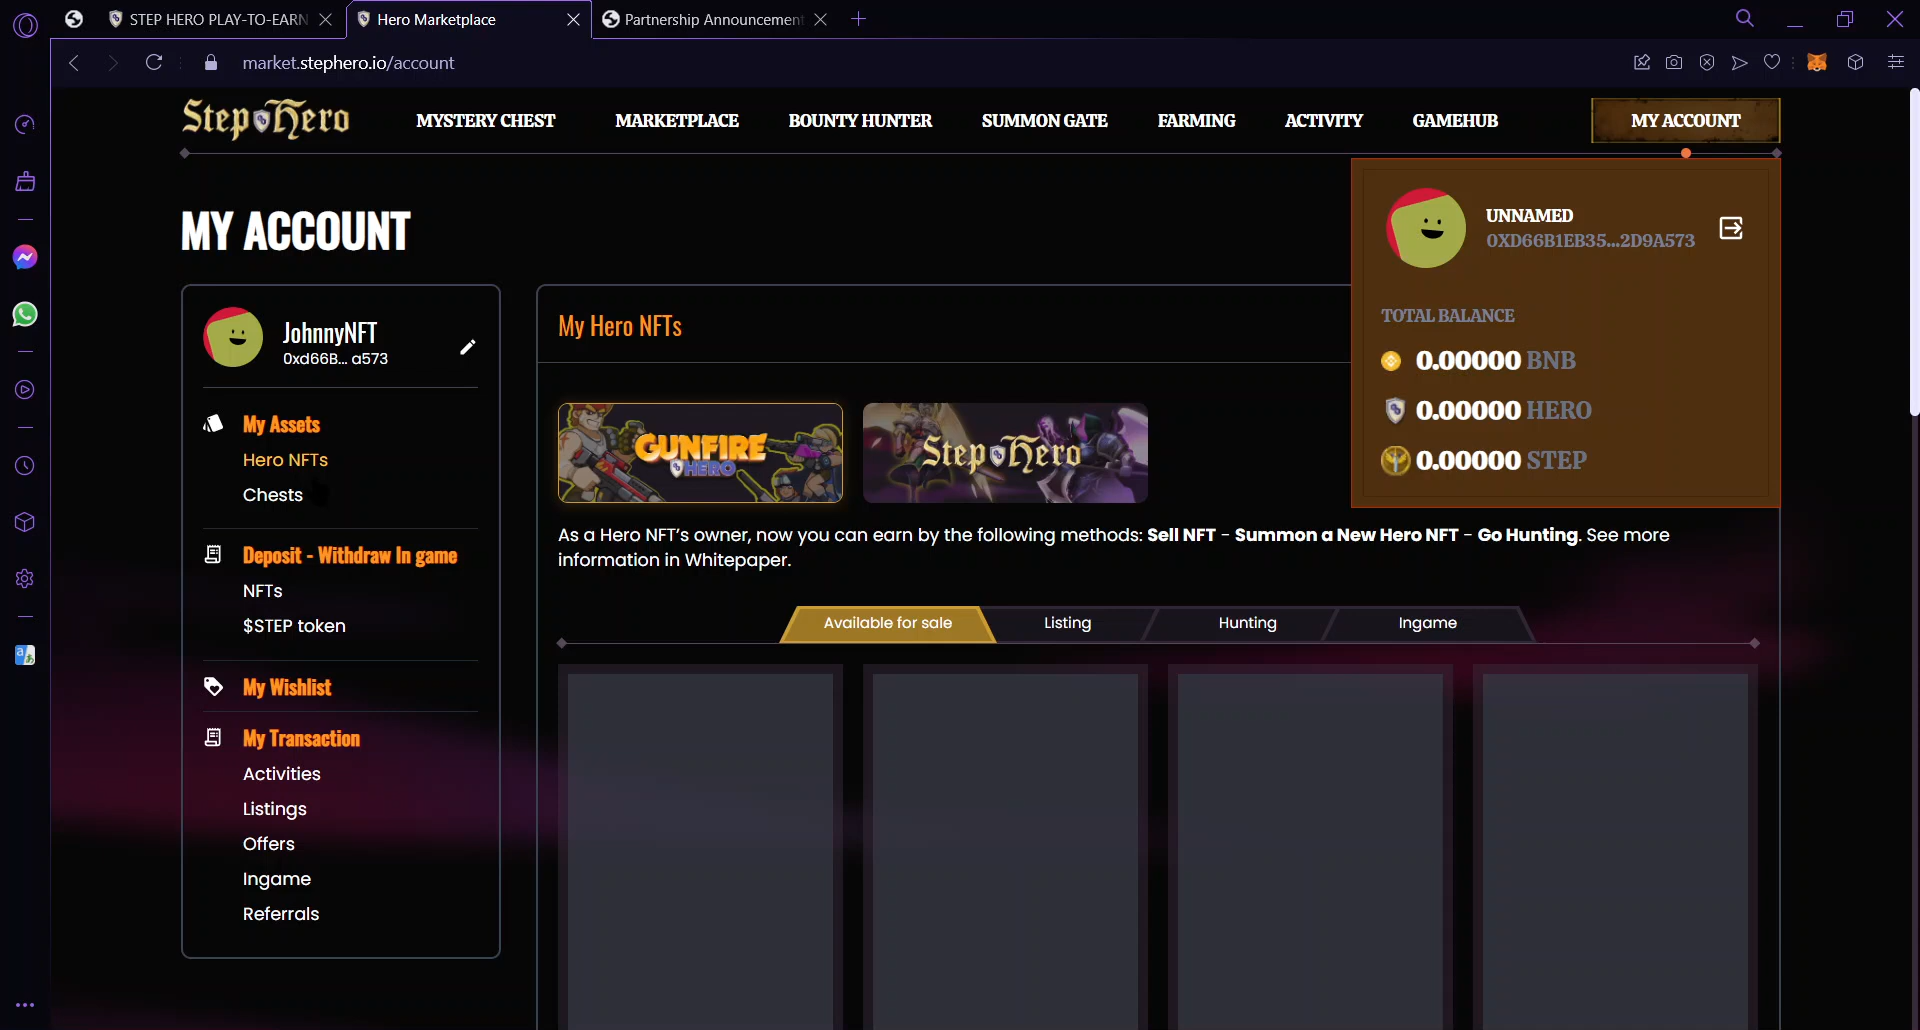 STEP HERO PLAY-TO-EARN
Hero Marketplace
Partnership Announcement
market.stephero.io/account
Step Hero
MYSTERY CHEST
MARKETPLACE
BOUNTY HUNTER
SUMMON GATE
FARMING
ACTIVITY
GAMEHUB
MY ACCOUNT
MY ACCOUNT
UNNAMED
0XD66B1EB35...2D9A573
TOTAL BALANCE
0.00000 BNB
0.00000 HERO
0.00000 STEP
JohnnyNFT
0xd66B... a573
My Assets
Hero NFTs
Chests
Deposit - Withdraw In game
NFTs
$STEP token
My Wishlist
My Transaction
Activities
Listings
Offers
Ingame
Referrals
My Hero NFTs
GUNFIRE
HERO
Step Hero
As a Hero NFT’s owner, now you can earn by the following methods: Sell NFT - Summon a New Hero NFT - Go Hunting. See more
information in Whitepaper.
Available for sale
Listing
Hunting
Ingame